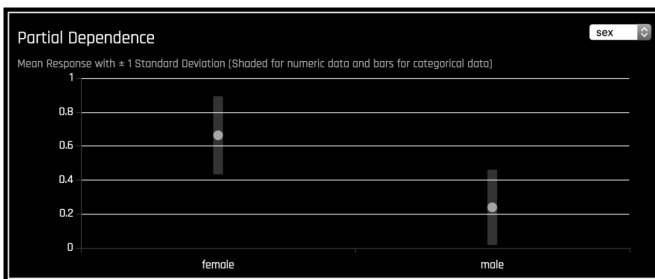 Partial Dependence
sex
Mean Response with ± 1 Standard Deviation (Shaded for numeric data and bars for categorical data)
1
0.8
0.6
0.4
0.2
0
female
male